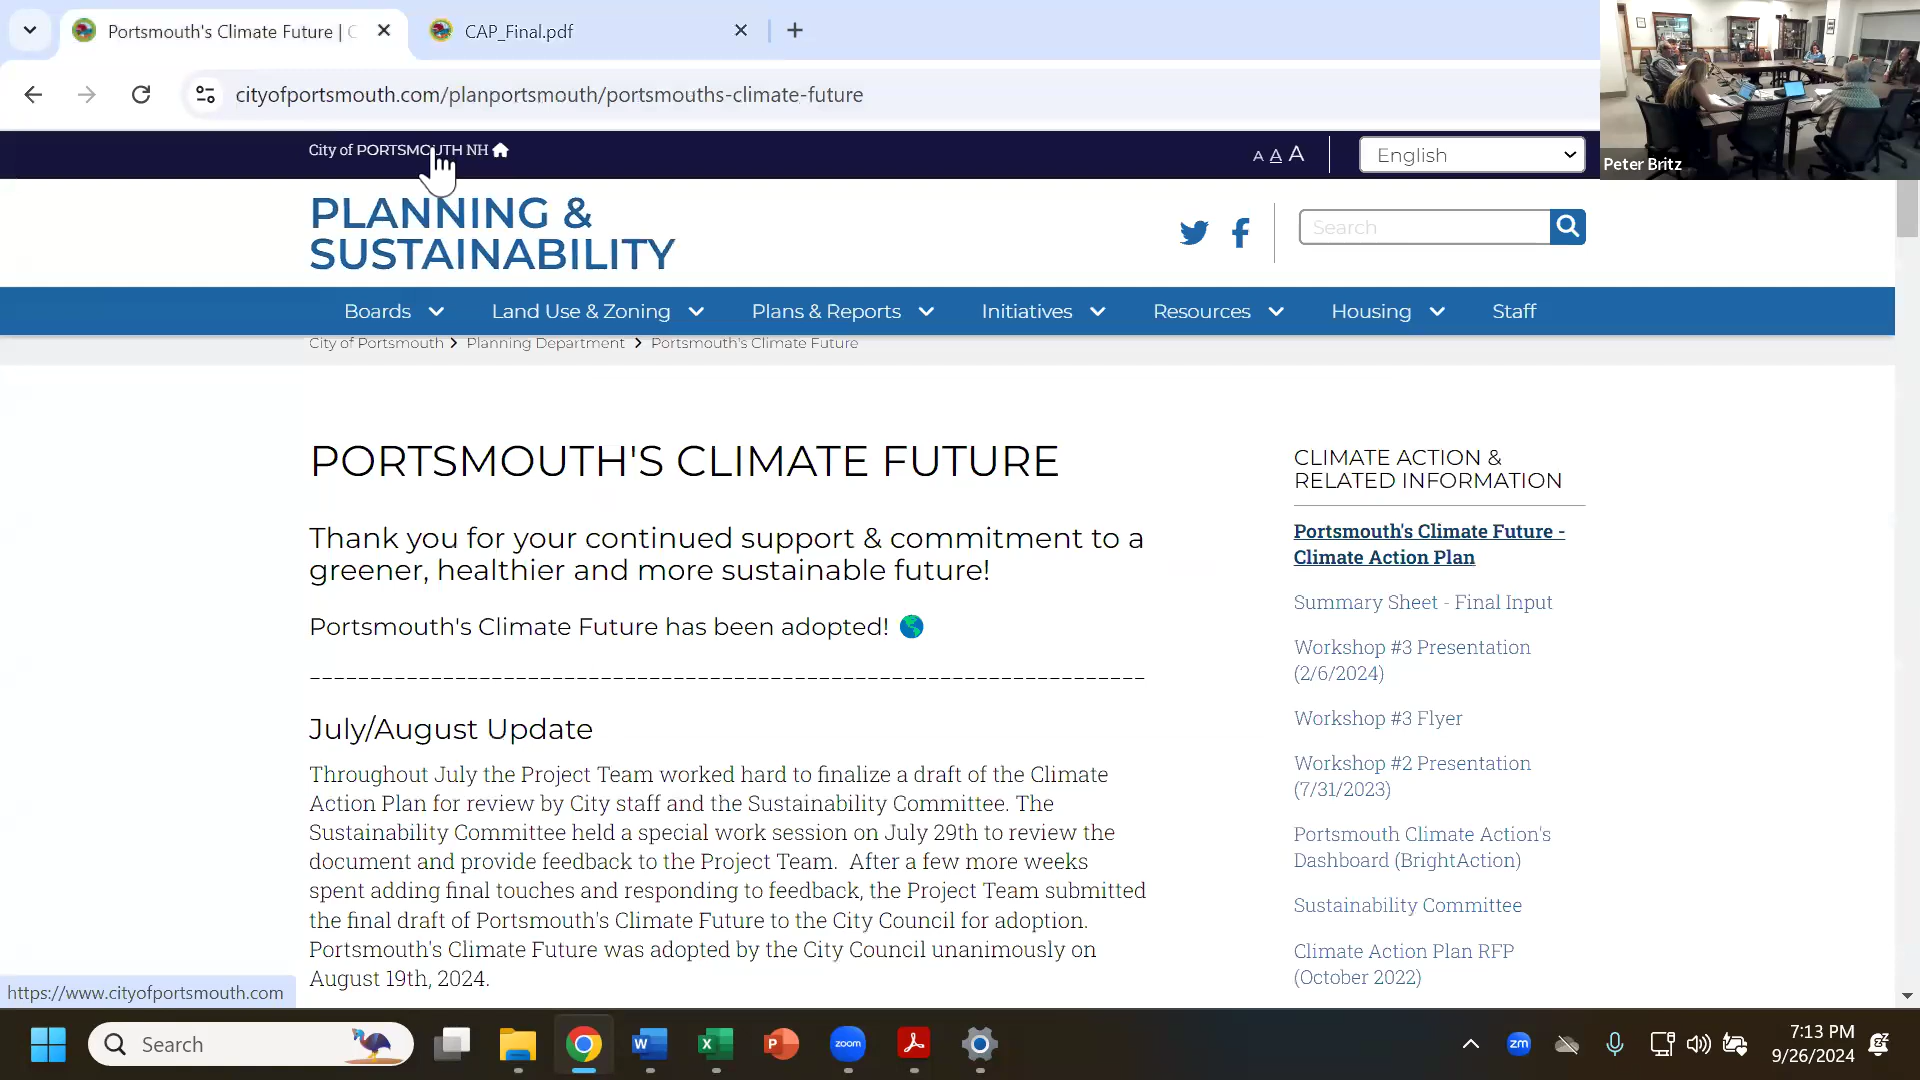 Portsmouth's Climate Future | C
CAP_Final.pdf
cityofportsmouth.com/planportsmouth/portsmouths-climate-future
Peter Britz
City of PORTSMOUTH NH
A A A
English
PLANNING &
SUSTAINABILITY
Search
Boards
Land Use & Zoning
Plans & Reports
Initiatives
Resources
Housing
Staff
City of Portsmouth > Planning Department > Portsmouth's Climate Future
PORTSMOUTH'S CLIMATE FUTURE
Thank you for your continued support & commitment to a
greener, healthier and more sustainable future!
Portsmouth's Climate Future has been adopted!
July/August Update
Throughout July the Project Team worked hard to finalize a draft of the Climate
Action Plan for review by City staff and the Sustainability Committee. The
Sustainability Committee held a special work session on July 29th to review the
document and provide feedback to the Project Team.  After a few more weeks
spent adding final touches and responding to feedback, the Project Team submitted
the final draft of Portsmouth's Climate Future to the City Council for adoption.
Portsmouth's Climate Future was adopted by the City Council unanimously on
August 19th, 2024.
CLIMATE ACTION &
RELATED INFORMATION
Portsmouth's Climate Future -
Climate Action Plan
Summary Sheet - Final Input
Workshop #3 Presentation
(2/6/2024)
Workshop #3 Flyer
Workshop #2 Presentation
(7/31/2023)
Portsmouth Climate Action's
Dashboard (BrightAction)
Sustainability Committee
Climate Action Plan RFP
(October 2022)
https://www.cityofportsmouth.com
Search
W
X
P
zoom
zm
7:13 PM
9/26/2024